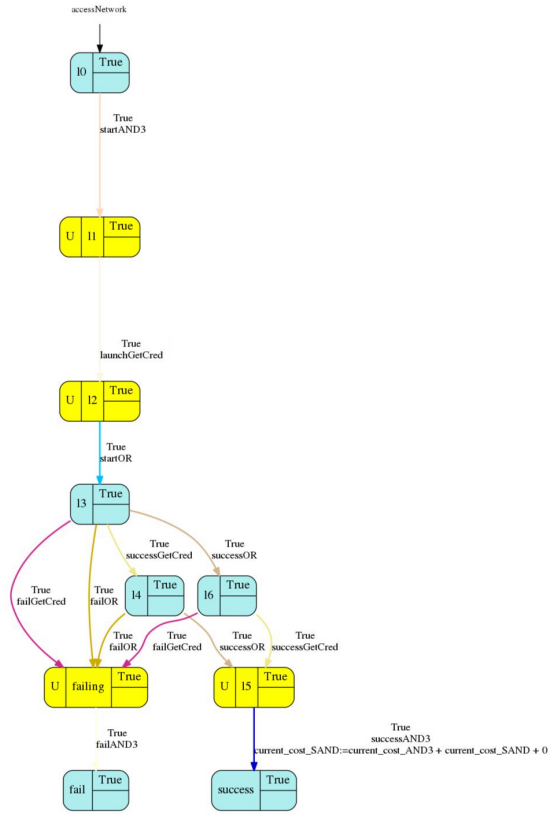 accessNetwork
l0 True
True
startAND3
U l1 True
True
launchGetCred
U l2 True
True
startOR
l3 True
True
successGetCred
True
successOR
True
failGetCred
True
failOR
l4 True
l6 True
True
failOR
True
failGetCred
True
successOR
True
successGetCred
U failing True
U l5 True
True
failAND3
True
successAND3
current_cost_SAND:=current_cost_AND3 + current_cost_SAND + 0
fail True
success True